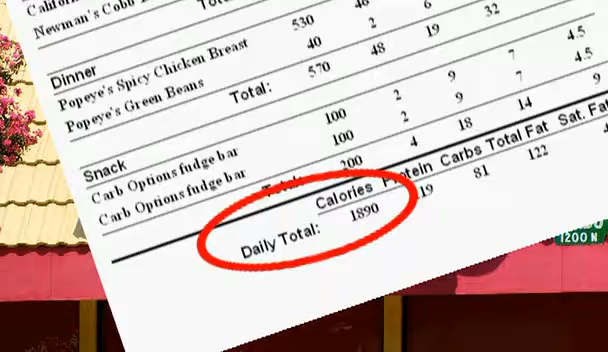 Newman's Cobb
Dinner 530
Popeye's Spicy Chicken Breast 40 2 6 32
Popeye's Green Beans 570 48 19
Total:
Snack 100 2 9 7 4.5
Carb Options fudge bar 100 2 9 7 4.5
Carb Options fudge bar 200 4 18 14 9
Calories Protein Carbs Total Fat Sat. Fa
Daily Total: 1890 119 81 122
1200 N